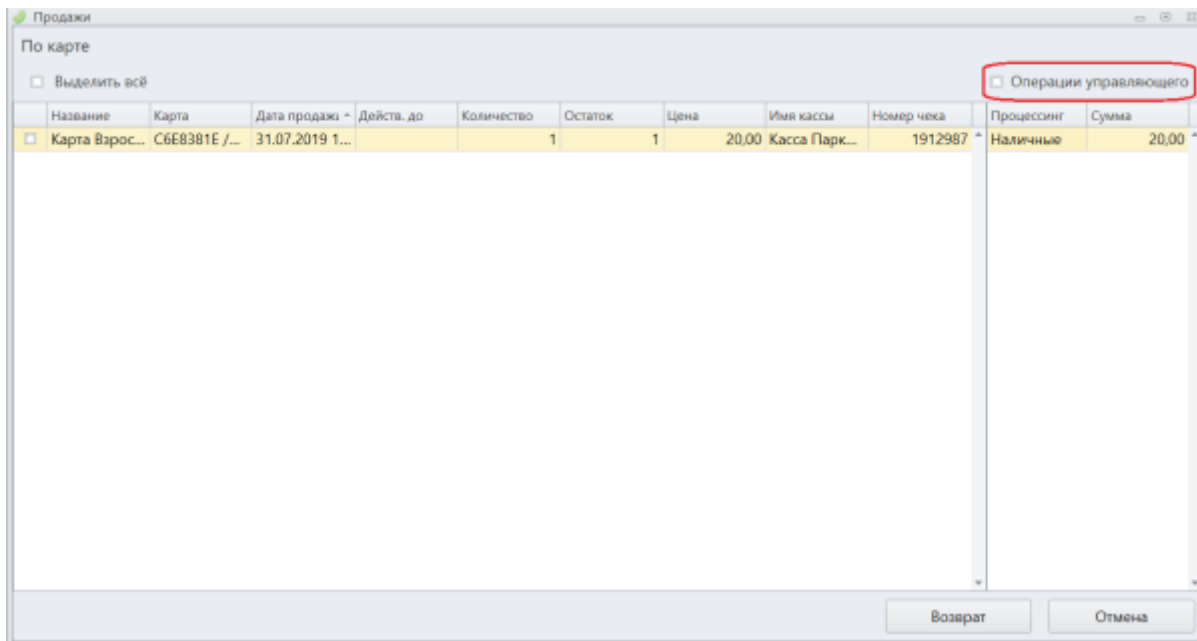 Продажи
По карте
Выделить всё
Операции управляющего
Название Карта Дата продажи Действ. до Количество Остаток Цена Имя кассы Номер чека Процессинг Сумма
Карта Взрос... C6E8381E /... 31.07.2019 1... 1 1 20,00 Касса Парк... 1912987 Наличные 20,00
Возврат Отмена